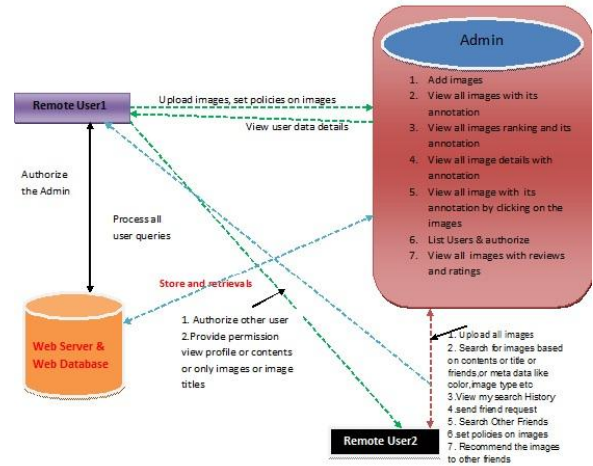 Admin
1. Add images
2. View all images with its
annotation
3. View all images ranking and its
annotation
4. View all image details with
annotation
5. View all image with its
annotation by clicking on the
images
6. List Users & authorize
7. View all images with reviews
and ratings
Remote User1
Upload images, set policies on images
View user data details
Authorize
the Admin
Process all
user queries
Store and retrievals
Web Server &
Web Database
1. Authorize other user
2.Provide permission
view profile or contents
or only images or image
titles
1. Upload all images
2. Search for images based
on contents or title or
friends,or meta data like
color,image type etc
3.View my search History
4.send friend request
5. Search Other Friends
6.set policies on images
7. Recommend the images
to other friends
Remote User2